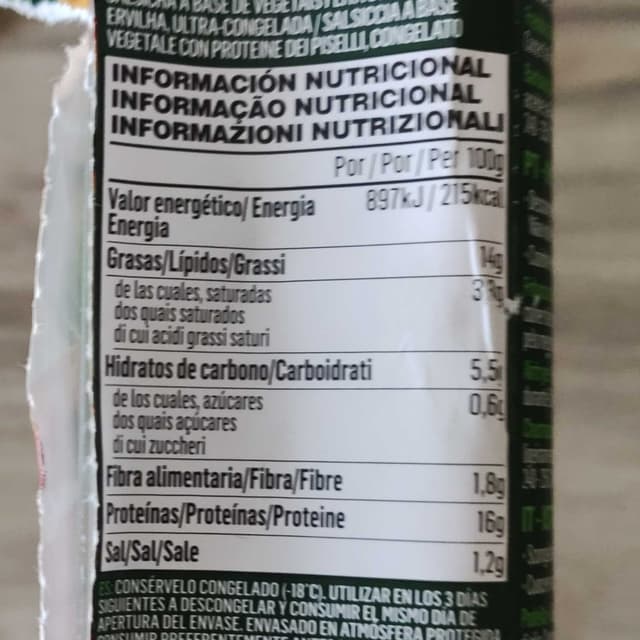 ERVILHA, ULTRA-CONGELADA / SALSICCIA A BASE
VEGETALE CON PROTEINE DEI PISELLI, CONGELATO
INFORMACIÓN NUTRICIONAL
INFORMAÇÃO NUTRICIONAL
INFORMAZIONI NUTRIZIONALI
Por / Por / Per 100g
Valor energético/ Energia 897kJ / 215kcal
Energia
Grasas/Lípidos/Grassi 14g
de las cuales, saturadas
dos quais saturados
di cui acidi grassi saturi
Hidratos de carbono/Carboidrati 5,5g
de los cuales, azúcares 0,6g
dos quais açúcares
di cui zuccheri
Fibra alimentaria/Fibra/Fibre 1,8g
Proteínas/Proteínas/Proteine 16g
Sal/Sal/Sale 1,2g
ES CONSÉRVELO CONGELADO (-18°C). UTILIZAR EN LOS 3 DÍAS
SIGUIENTES A DESCONGELAR Y CONSUMIR EL MISMO DÍA DE
APERTURA DEL ENVASE. ENVASADO EN ATMÓSFERA